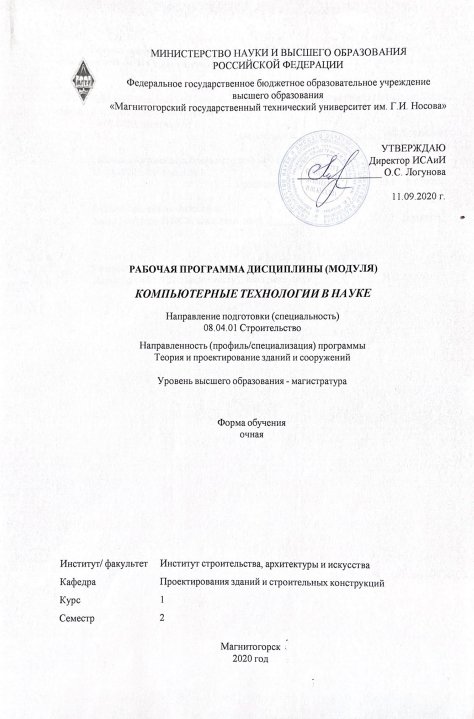 МИНИСТЕРСТВО НАУКИ И ВЫСШЕГО ОБРАЗОВАНИЯ
РОССИЙСКОЙ ФЕДЕРАЦИИ
Федеральное государственное бюджетное образовательное учреждение
высшего образования
«Магнитогорский государственный технический университет им. Г.И. Носова»
УТВЕРЖДАЮ
Директор ИСАиИ
О.С. Логунова
11.09.2020 г.
РАБОЧАЯ ПРОГРАММА ДИСЦИПЛИНЫ (МОДУЛЯ)
КОМПЬЮТЕРНЫЕ ТЕХНОЛОГИИ В НАУКЕ
Направление подготовки (специальность)
08.04.01 Строительство
Направленность (профиль/специализация) программы
Теория и проектирование зданий и сооружений
Уровень высшего образования - магистратура
Форма обучения
очная
Институт/ факультет Институт строительства, архитектуры и искусства
Кафедра Проектирования зданий и строительных конструкций
Курс 1
Семестр 2
Магнитогорск
2020 год